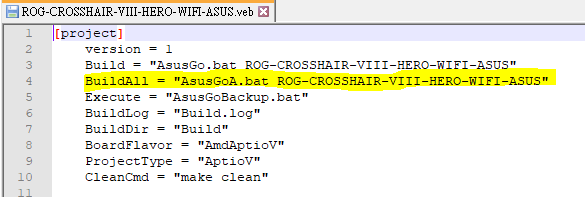 ROG-CROSSHAIR-VIII-HERO-WIFI-ASUS.veb
1 [project]
2 version = 1
3 Build = "AsusGo.bat ROG-CROSSHAIR-VIII-HERO-WIFI-ASUS"
4 BuildAll = "AsusGoA.bat ROG-CROSSHAIR-VIII-HERO-WIFI-ASUS"
5 Execute = "AsusGoBackup.bat"
6 BuildLog = "Build.log"
7 BuildDir = "Build"
8 BoardFlavor = "AmdAptioV"
9 ProjectType = "AptioV"
10 CleanCmd = "make clean"
11